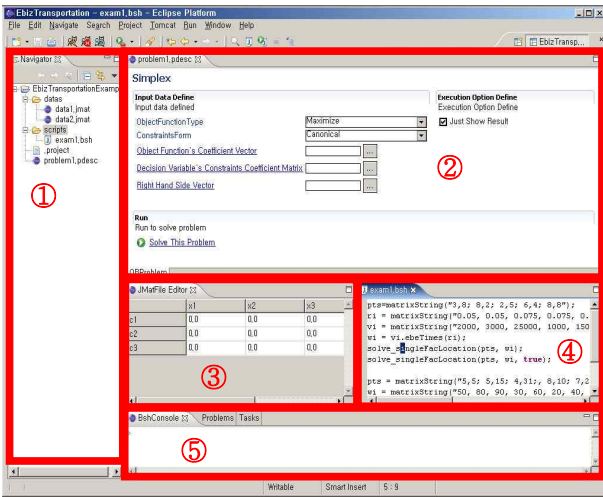 EbizTransportation - exam1.bsh - Eclipse Platform
File Edit Navigate Search Project Tomcat Run Window Help
EbizTransp...
Navigator
EbizTransportationExamp
datas
data1.jmat
data2.jmat
scripts
exam1.bsh
.project
problem1.pdesc
①
problem1.pdesc
Simplex
Input Data Define
Input data defined
ObjectFunctionType Maximize
ConstraintsForm Canonical
Object Function's Coefficient Vector ...
Decision Variable's Constraints Coefficient Matrix ...
Right Hand Side Vector ...
Execution Option Define
Execution Option Define
Just Show Result
②
Run
Run to solve problem
Solve This Problem
ORProblem
JMatFile Editor
x1 x2 x3
c1 0,0 0,0 0,0
c2 0,0 0,0 0,0
c3 0,0 0,0 0,0
③
exam1.bsh
pts=matrixString("3,8; 8,2; 2,5; 6,4; 8,8");
ri = matrixString("0.05, 0.05, 0.075, 0.075, 0.
vi = matrixString("2000, 3000, 25000, 1000, 150
wi = vi.ebeTimes(ri);
solve_singleFacLocation(pts, wi);
solve_singleFacLocation(pts, wi, true);
pts = matrixString("5,5; 5,15; 4,31;, 8,10; 7,2
wi = matrixString("50, 80, 90, 30, 60, 20, 40,
④
BshConsole Problems Tasks
⑤
Writable Smart Insert 5 : 9